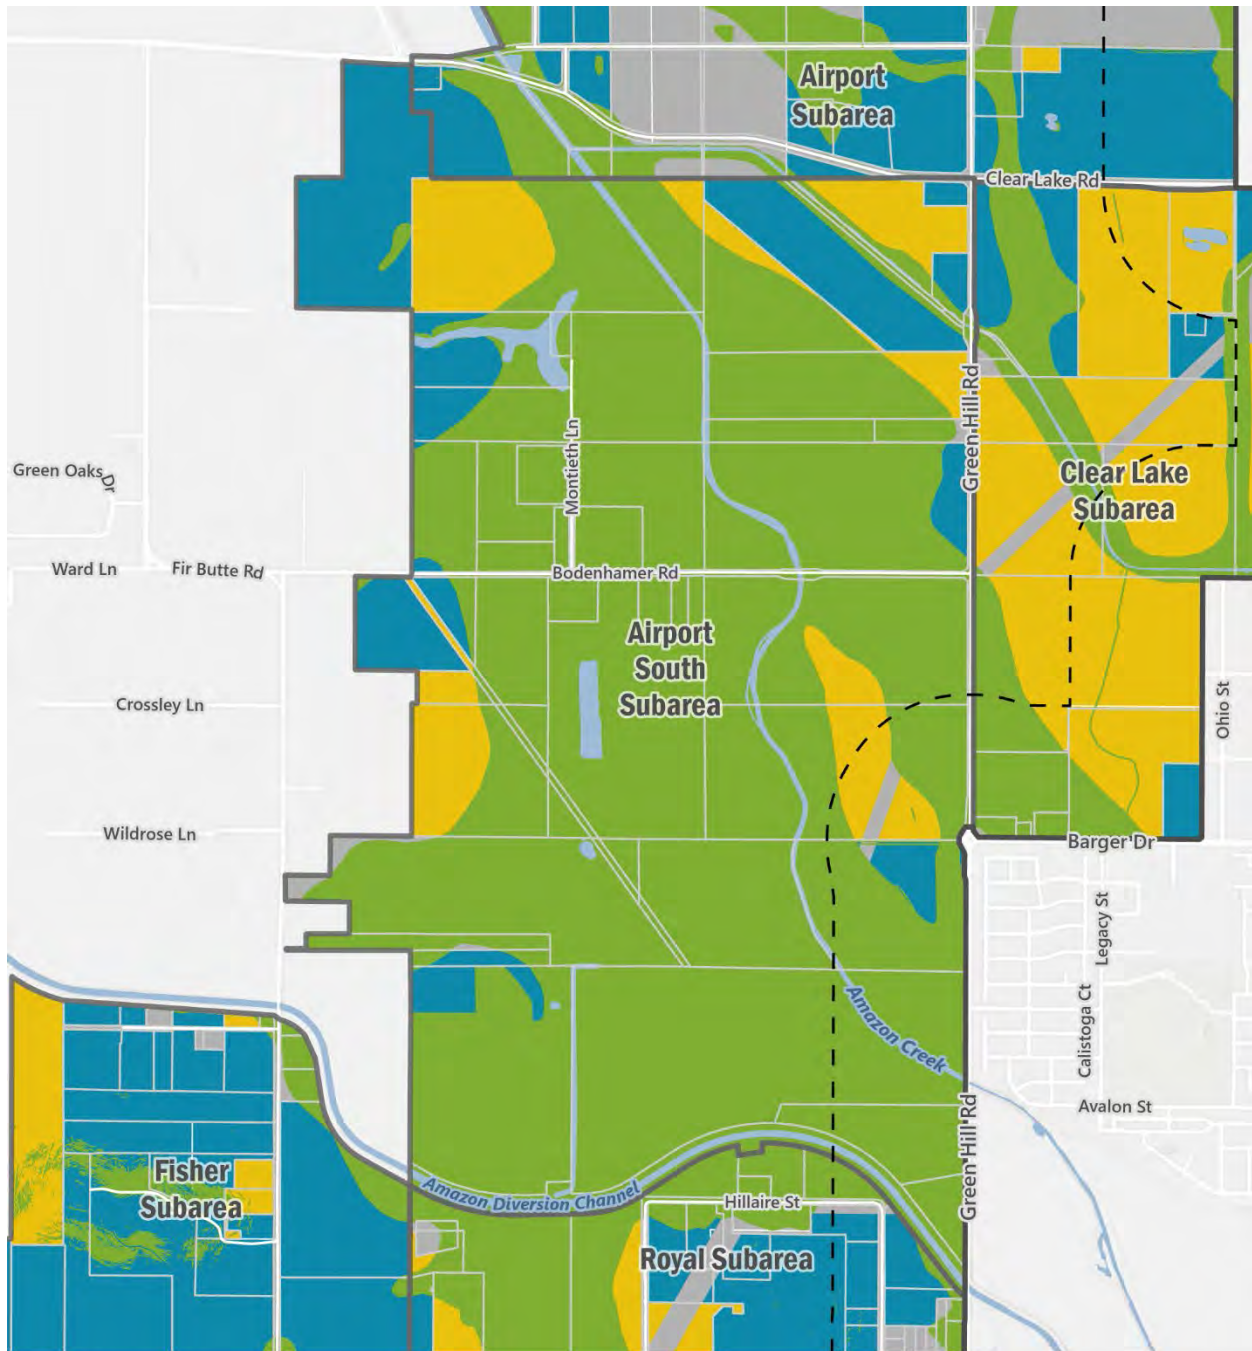 Airport
Subarea
Clear Lake Rd
Green Hill Rd
Montieth Ln
Clear Lake
Subarea
Green Oaks Dr
Ward Ln
Fir Butte Rd
Bodenhamer Rd
Airport
South
Subarea
Crossley Ln
Ohio St
Wildrose Ln
Barger Dr
Legacy St
Amazon Creek
Calistoga Ct
Avalon St
Green Hill Rd
Fisher
Subarea
Amazon Diversion Channel
Hillaire St
Royal Subarea